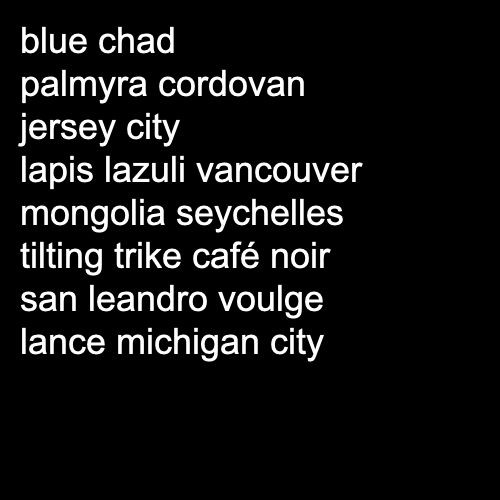 blue chad
palmyra cordovan
jersey city
lapis lazuli vancouver
mongolia seychelles
tilting trike café noir
san leandro voulge
lance michigan city